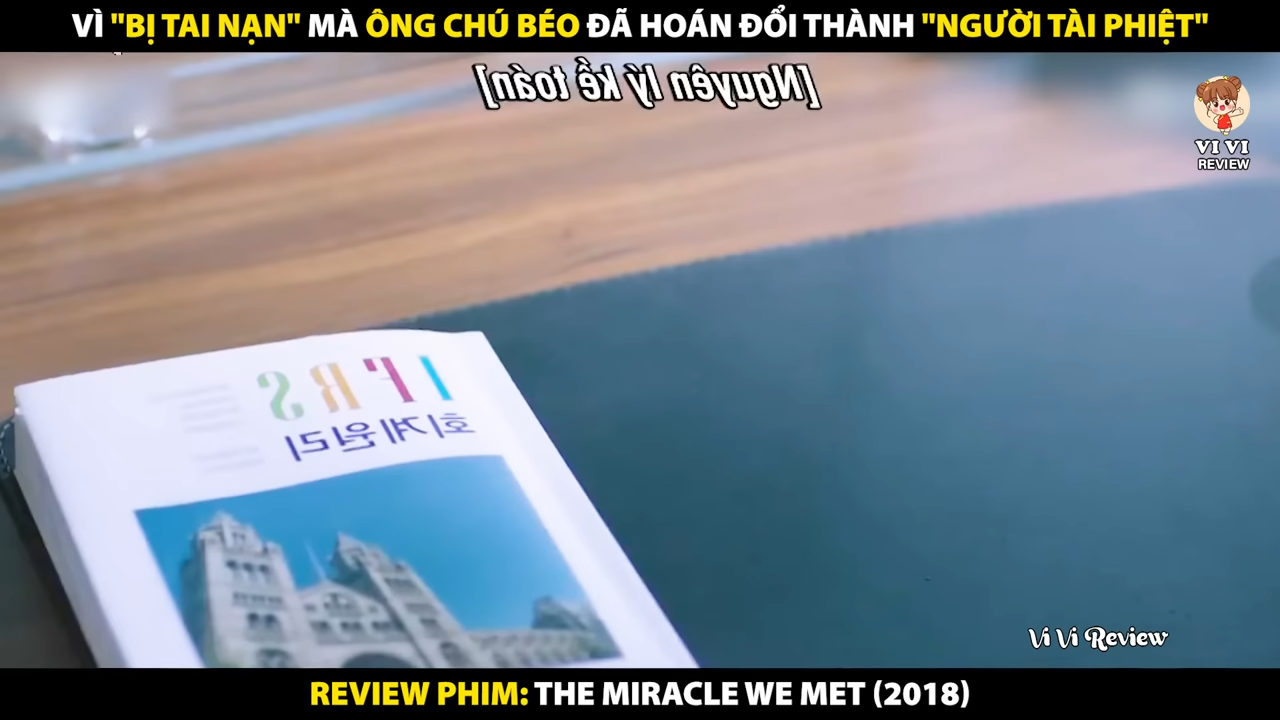 VÌ "BỊ TAI NẠN" MÀ ÔNG CHÚ BÉO ĐÃ HOÁN ĐỔI THÀNH "NGƯỜI TÀI PHIỆT"
[Nguyên lý kế toán]
VI VI
REVIEW
IFRS
회계원리
Vi Vi Review
REVIEW PHIM: THE MIRACLE WE MET (2018)